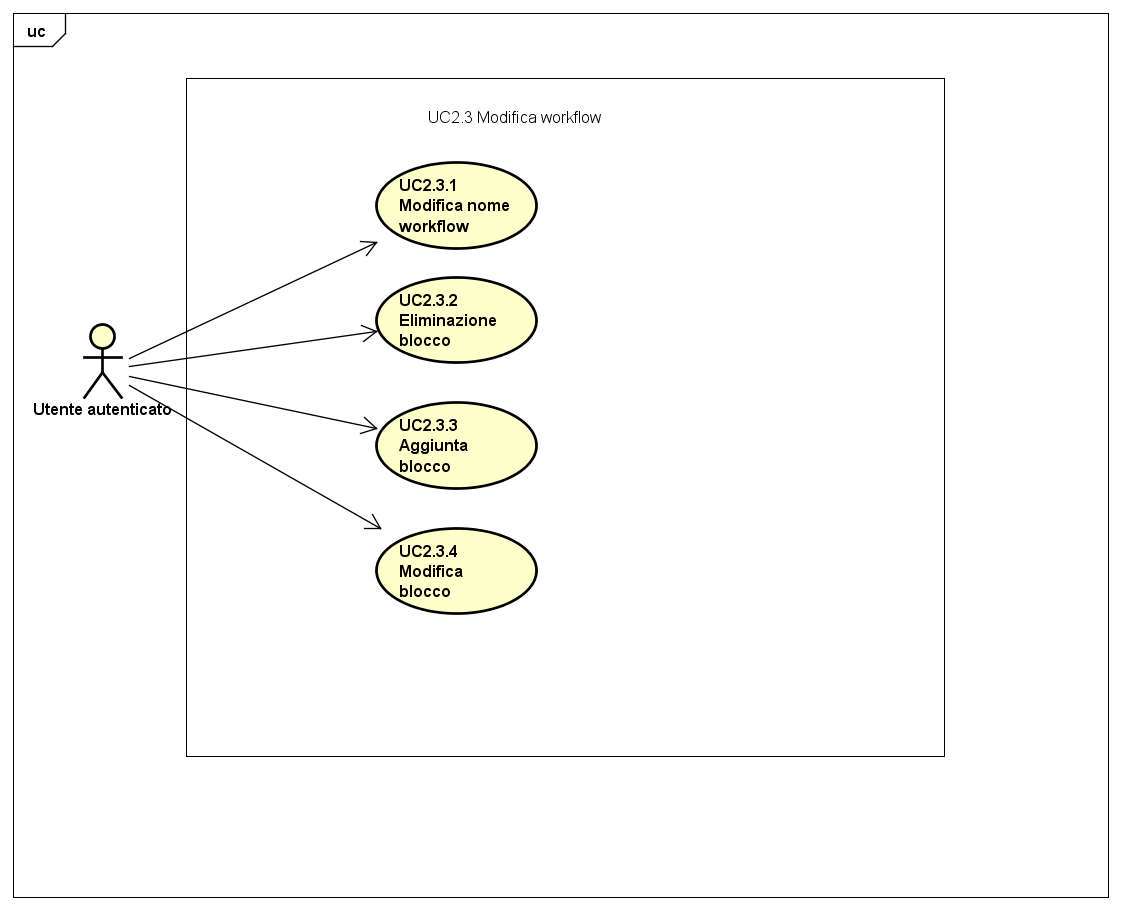 uc
UC2.3 Modifica workflow
UC2.3.1
Modifica nome
workflow
UC2.3.2
Eliminazione
blocco
Utente autenticato
UC2.3.3
Aggiunta
blocco
UC2.3.4
Modifica
blocco